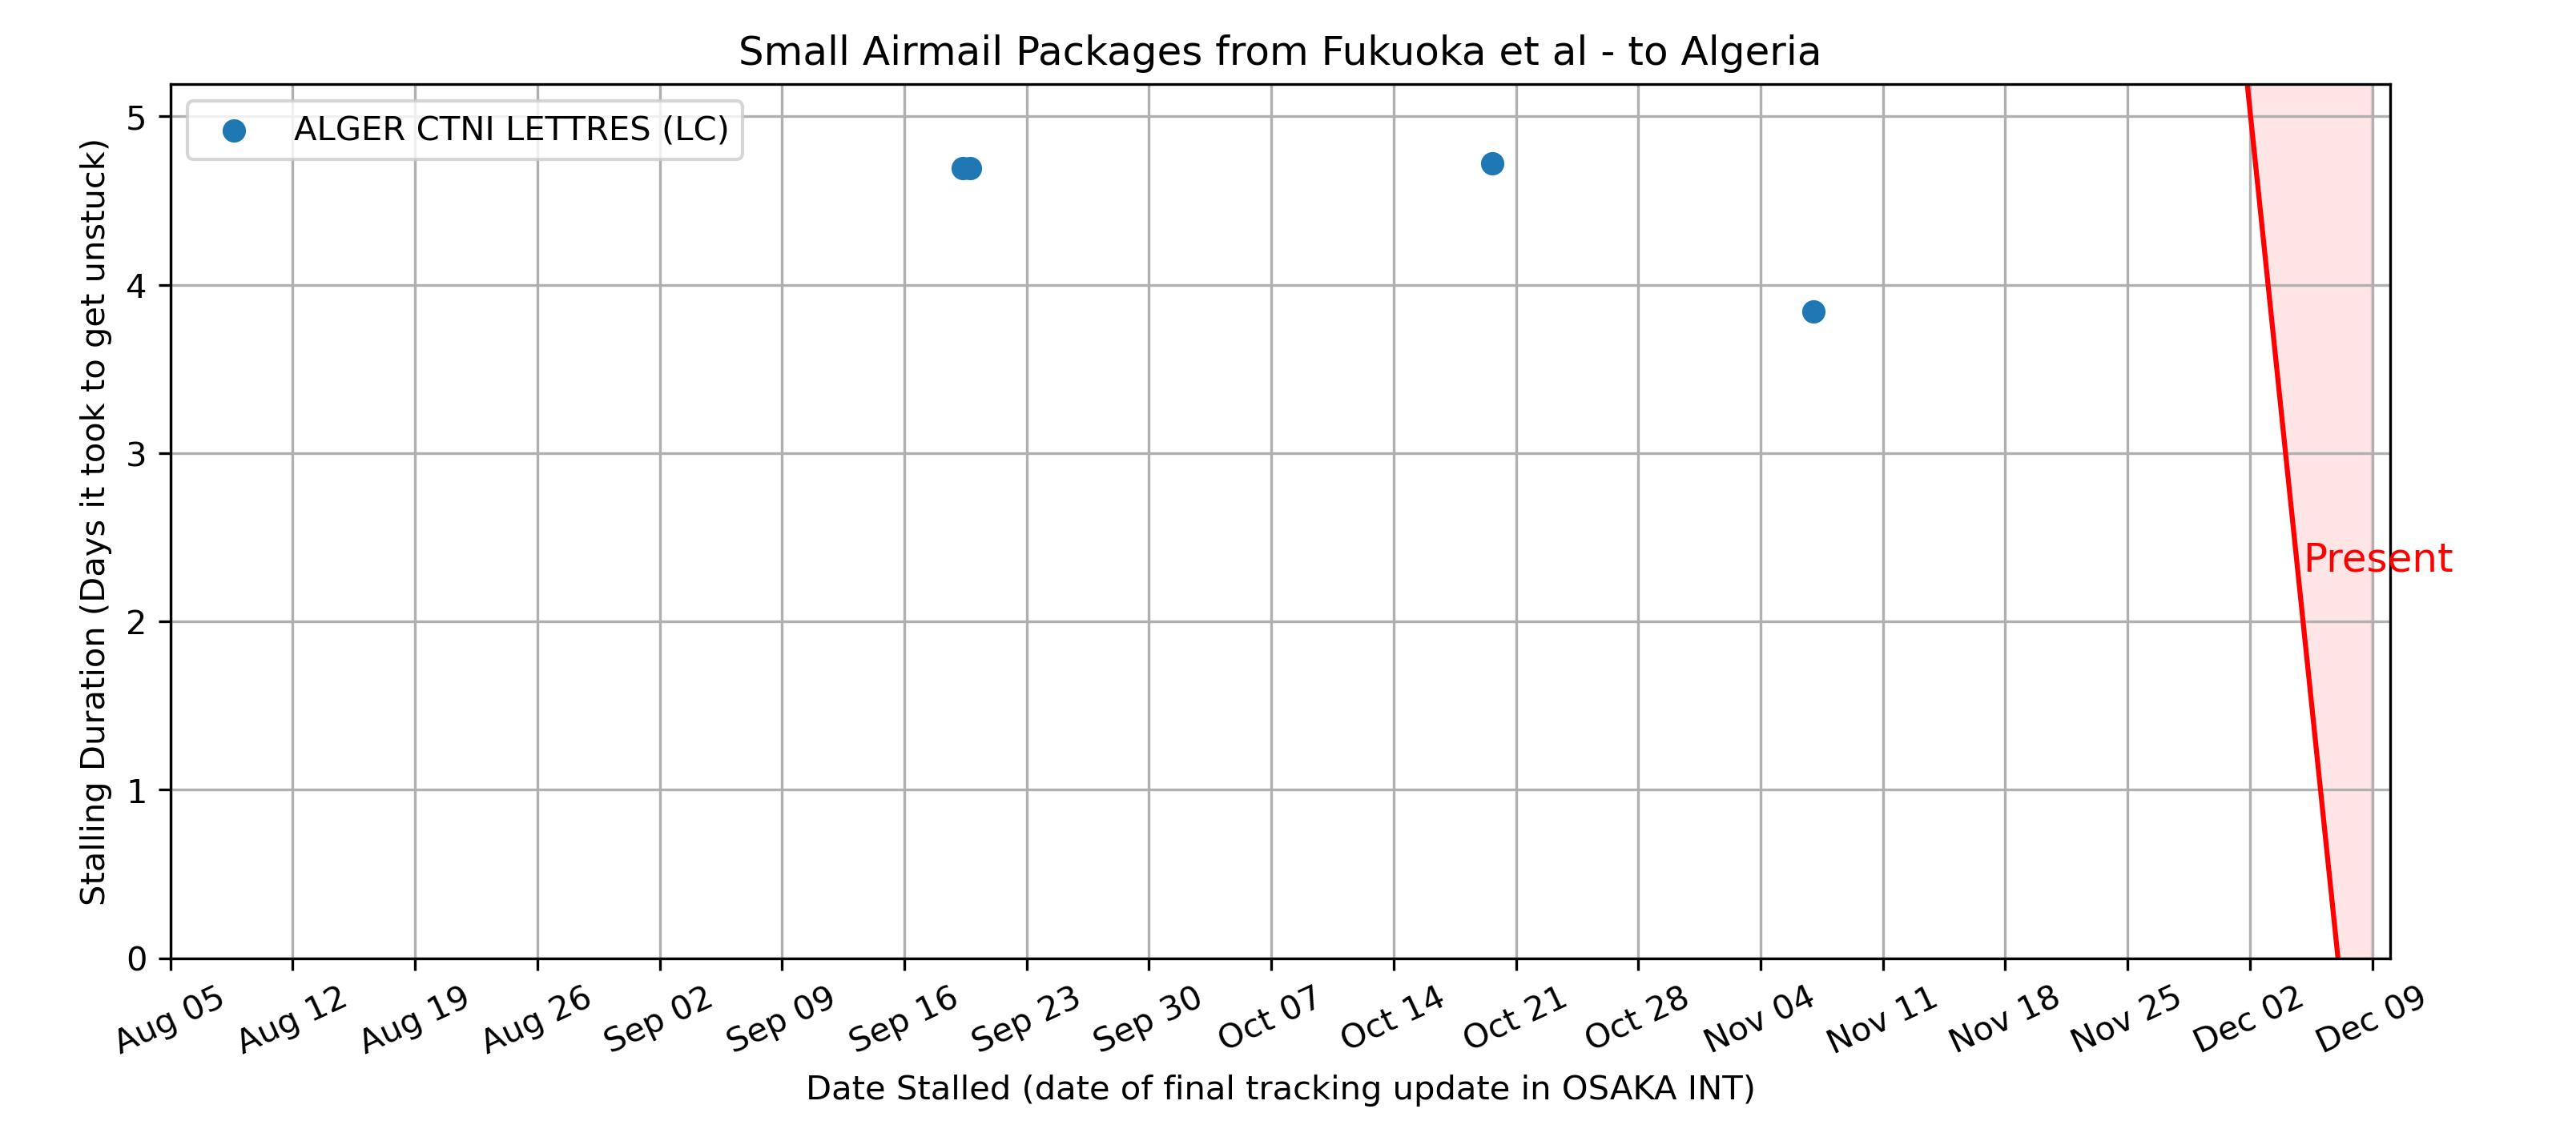 Small Airmail Packages from Fukuoka et al - to Algeria
ALGER CTNI LETTRES (LC)
Stalling Duration (Days it took to get unstuck)
5
4
3
2
1
0
Present
Aug 05 Aug 12 Aug 19 Aug 26 Sep 02 Sep 09 Sep 16 Sep 23 Sep 30 Oct 07 Oct 14 Oct 21 Oct 28 Nov 04 Nov 11 Nov 18 Nov 25 Dec 02 Dec 09
Date Stalled (date of final tracking update in OSAKA INT)